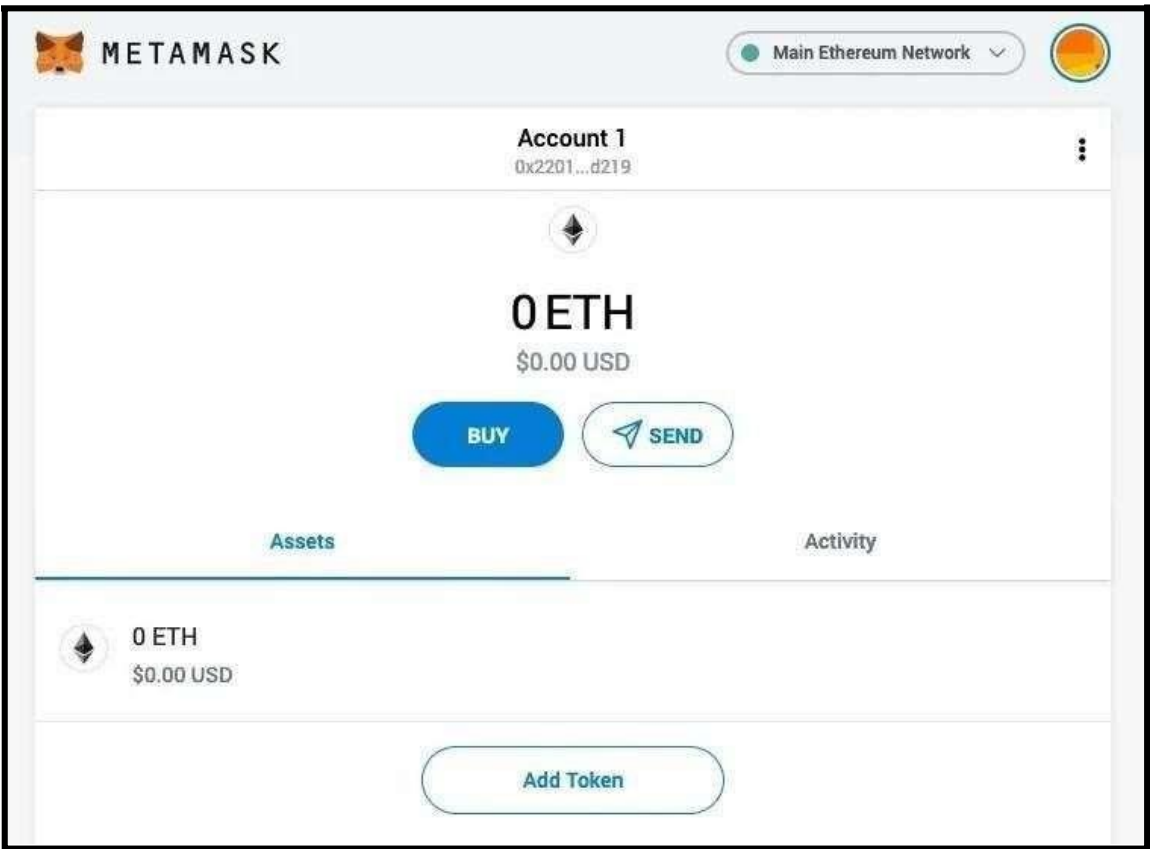 METAMASK
Main Ethereum Network
Account 1
0x2201...d219
0 ETH
$0.00 USD
BUY
SEND
Assets
Activity
0 ETH
$0.00 USD
Add Token